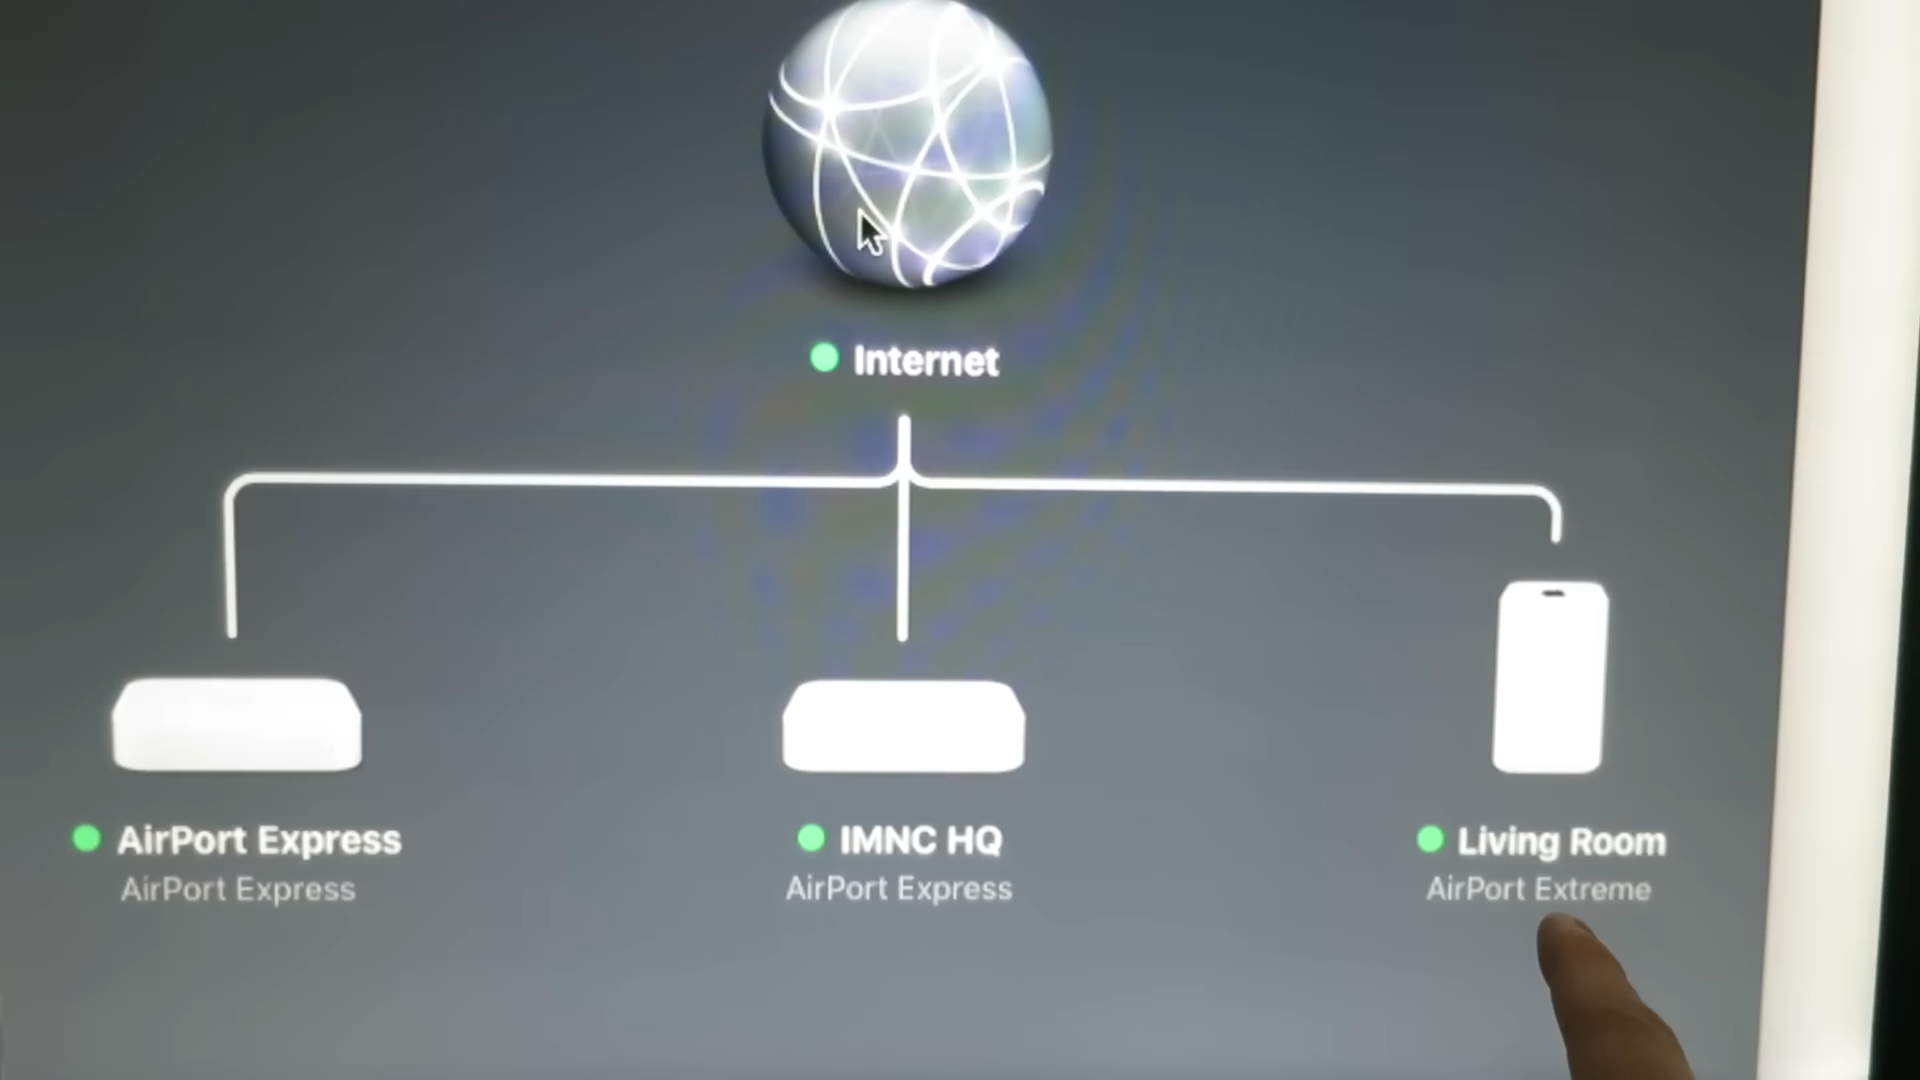 Internet
AirPort Express
AirPort Express
IMNC HQ
AirPort Express
Living Room
AirPort Extreme